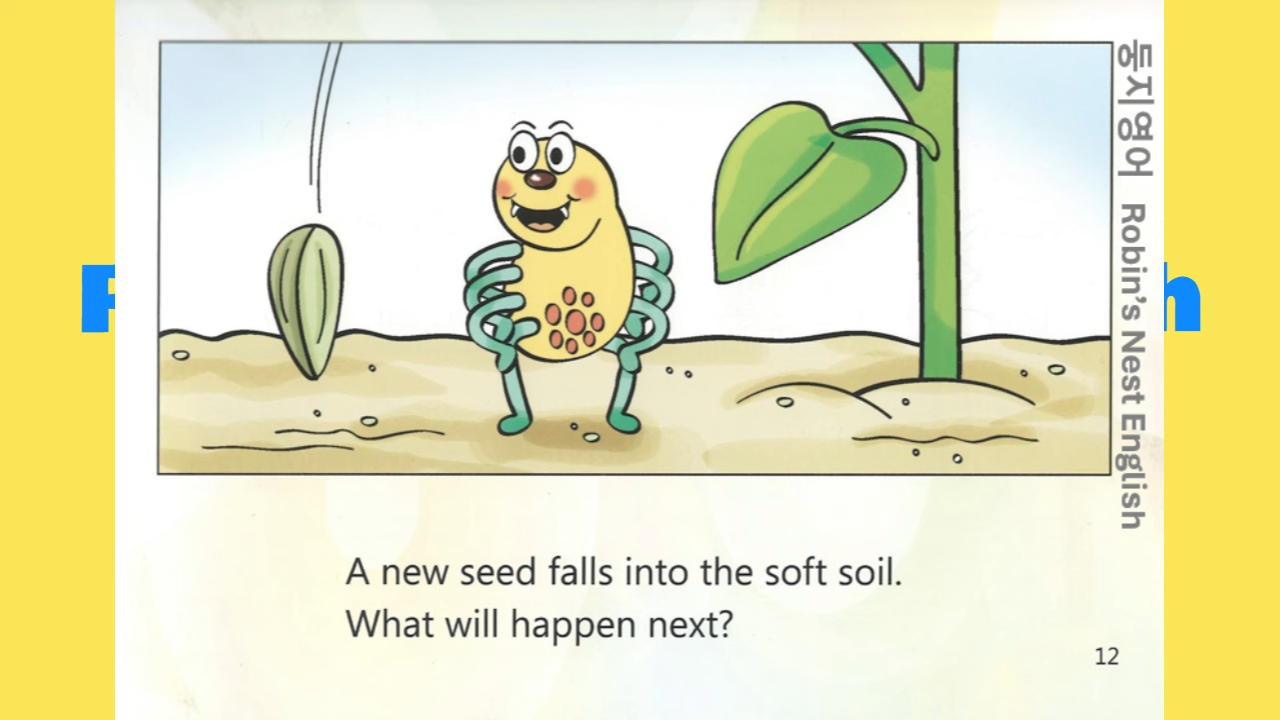 A new seed falls into the soft soil.
What will happen next?
12
둥지영어 Robin's Nest English